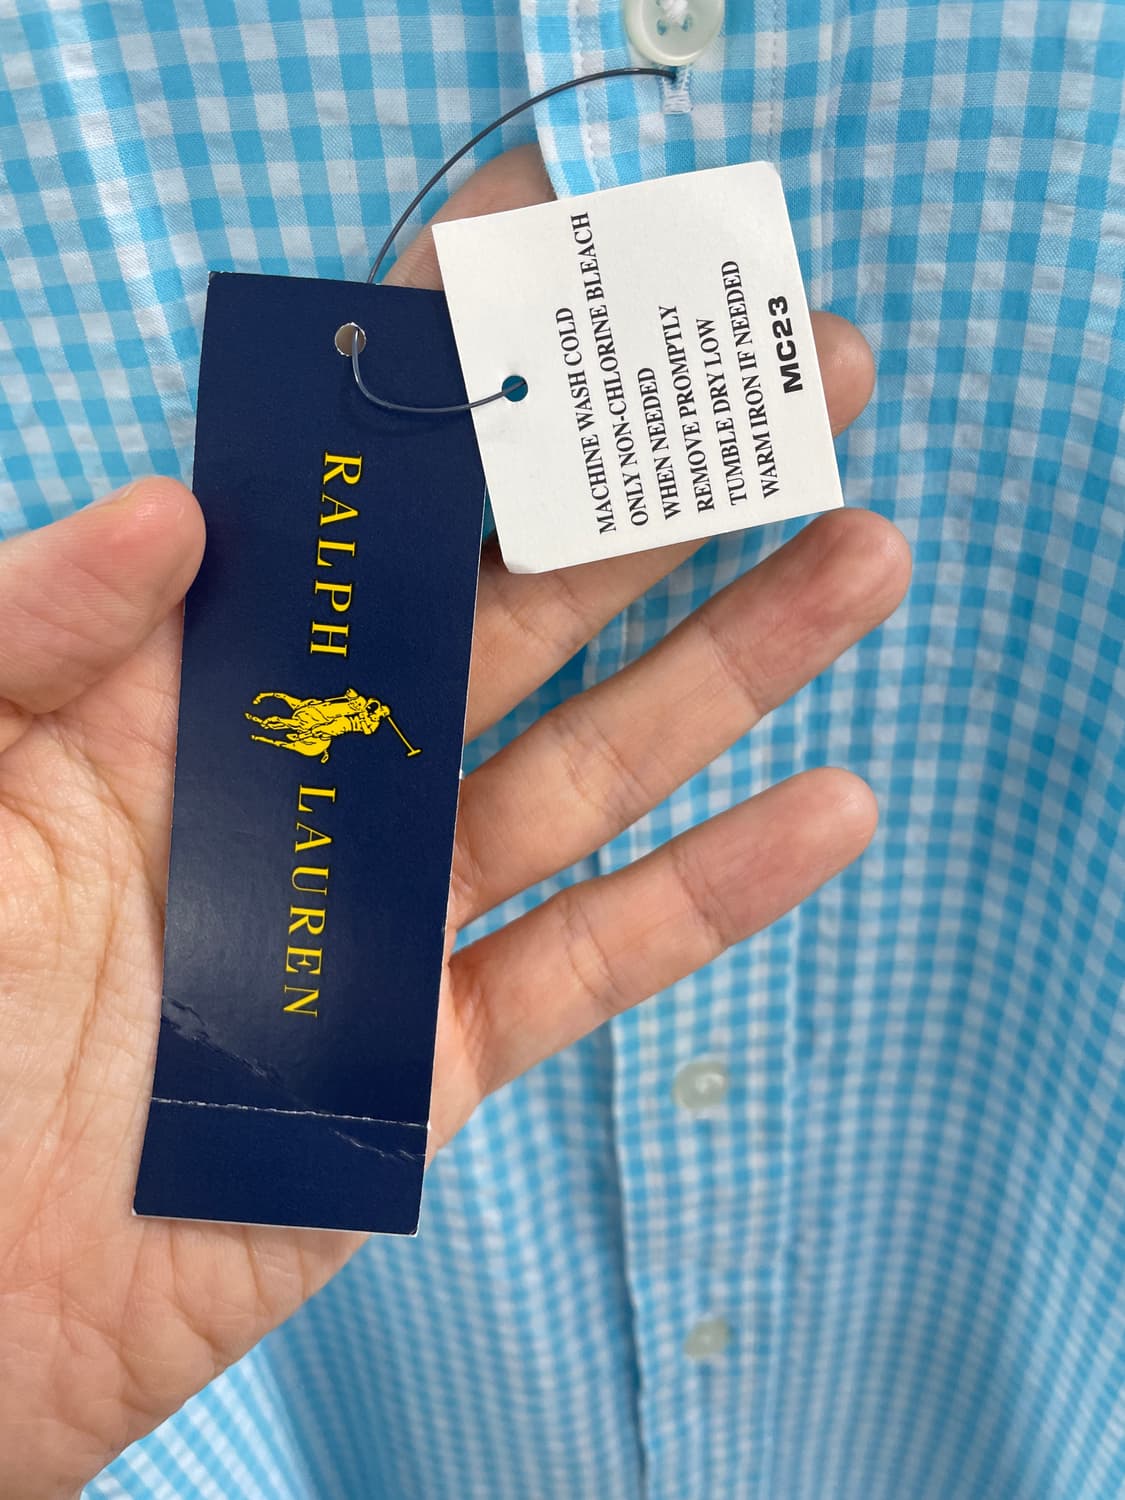 RALPH LAUREN
MACHINE WASH COLD
ONLY NON-CHLORINE BLEACH
WHEN NEEDED
REMOVE PROMPTLY
TUMBLE DRY LOW
WARM IRON IF NEEDED
MC23